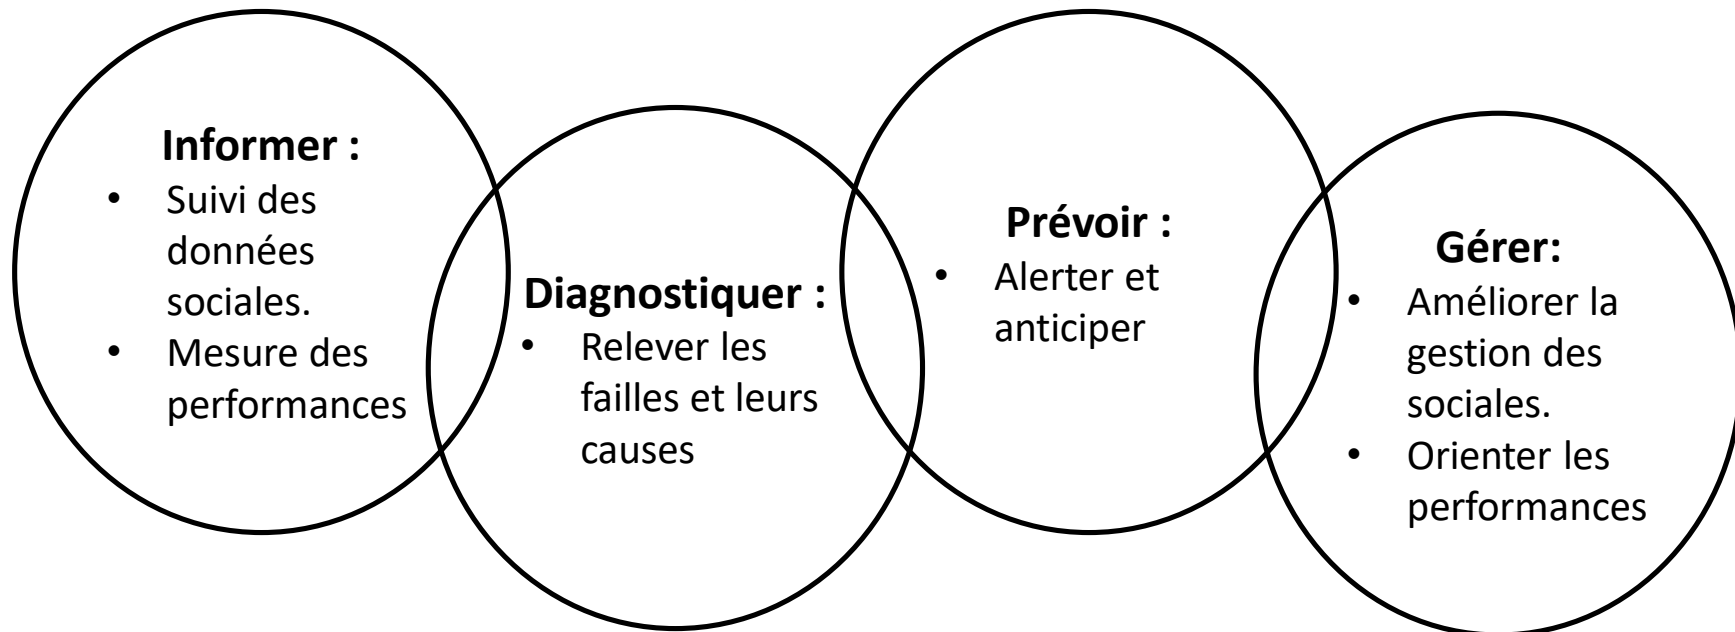 Informer :
• Suivi des
données
sociales.
• Mesure des
performances
Diagnostiquer :
• Relever les
failles et leurs
causes
Prévoir :
• Alerter et
anticiper
Gérer:
• Améliorer la
gestion des
sociales.
• Orienter les
performances